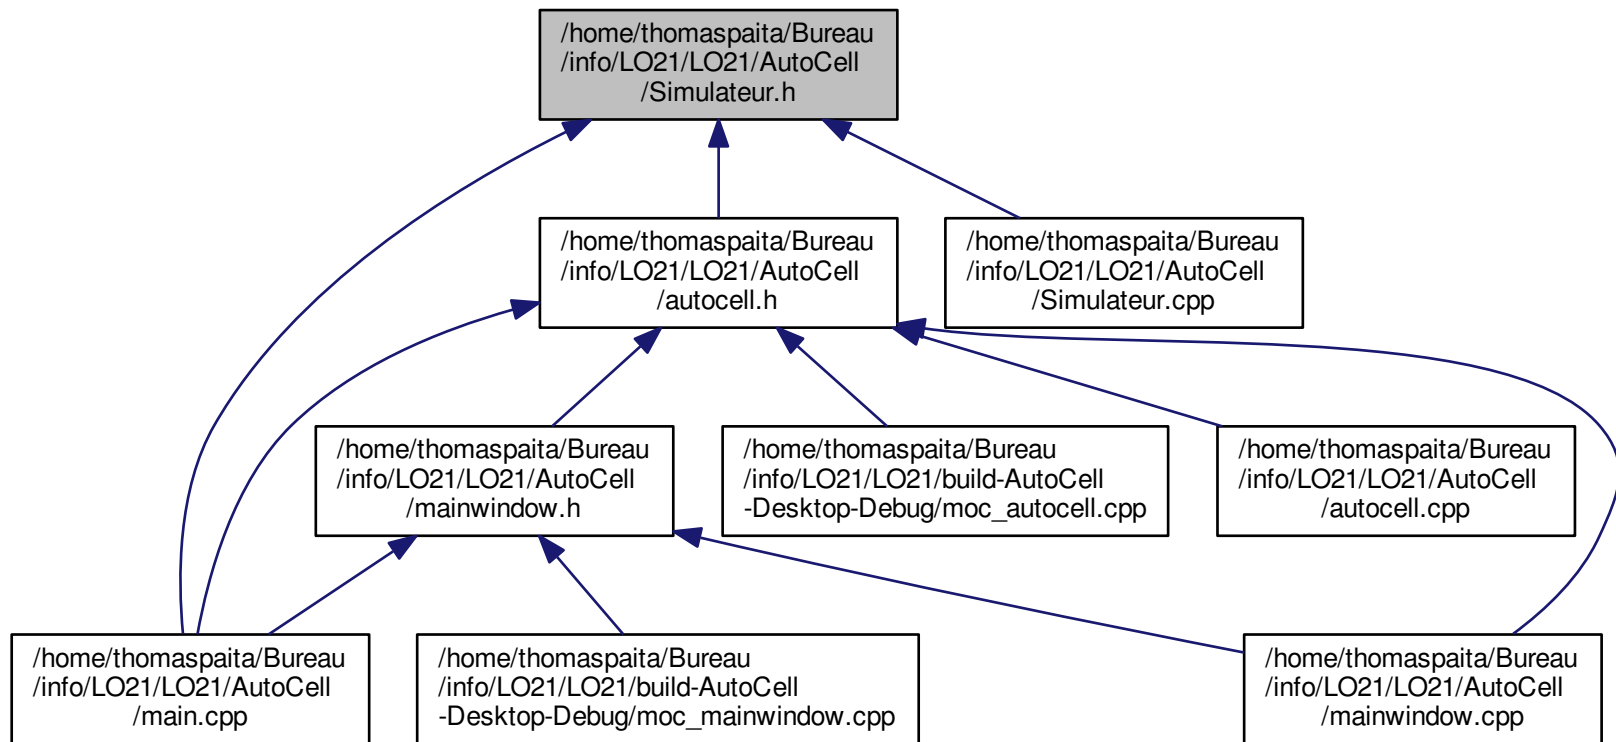 /home/thomaspaita/Bureau
/info/LO21/LO21/AutoCell
/Simulateur.h
/home/thomaspaita/Bureau
/info/LO21/LO21/AutoCell
/autocell.h
/home/thomaspaita/Bureau
/info/LO21/LO21/AutoCell
/Simulateur.cpp
/home/thomaspaita/Bureau
/info/LO21/LO21/AutoCell
/mainwindow.h
/home/thomaspaita/Bureau
/info/LO21/LO21/build-AutoCell
-Desktop-Debug/moc_autocell.cpp
/home/thomaspaita/Bureau
/info/LO21/LO21/AutoCell
/autocell.cpp
/home/thomaspaita/Bureau
/info/LO21/LO21/AutoCell
/main.cpp
/home/thomaspaita/Bureau
/info/LO21/LO21/build-AutoCell
-Desktop-Debug/moc_mainwindow.cpp
/home/thomaspaita/Bureau
/info/LO21/LO21/AutoCell
/mainwindow.cpp